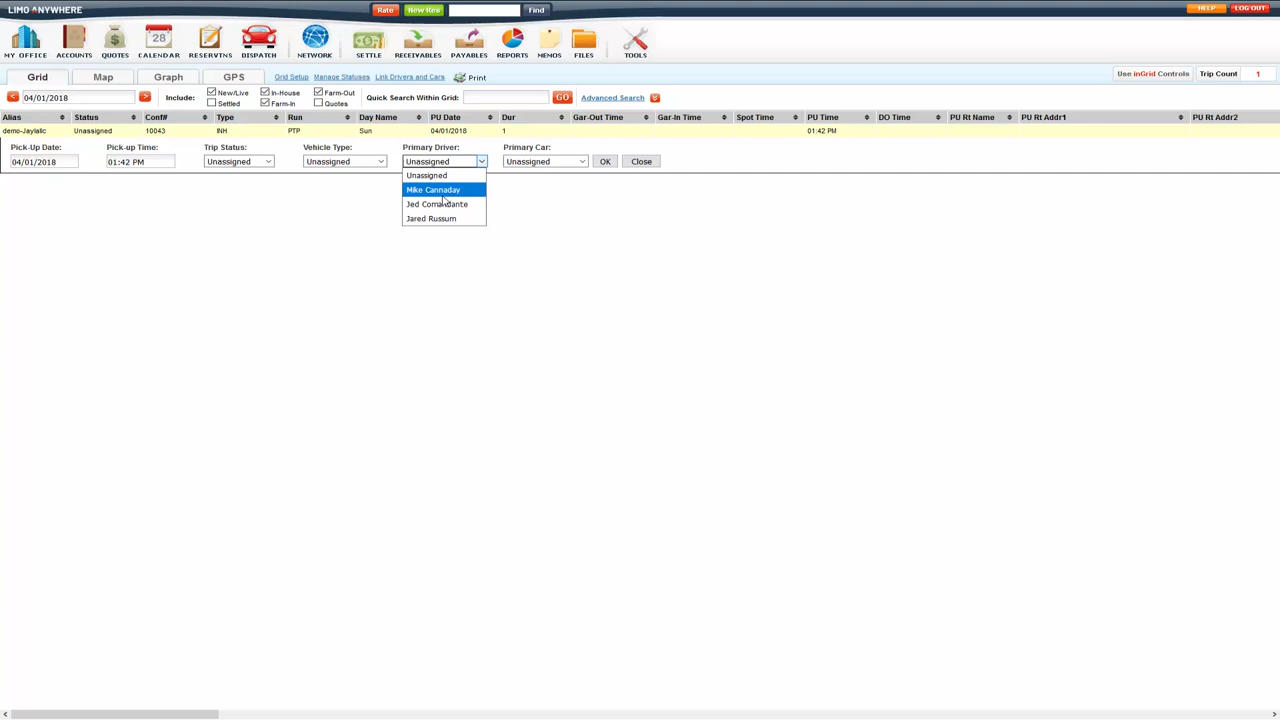 LIMO ANYWHERE Rate New Res Find HELP LOG OUT
28
MY OFFICE ACCOUNTS QUOTES CALENDAR RESERVTNS DISPATCH NETWORK SETTLE RECEIVABLES PAYABLES REPORTS MEMOS FILES TOOLS
Grid Map Graph GPS Grid Setup Manage Statuses Link Drivers and Cars Print Use inGrid Controls Trip Count 1
< 04/01/2018 > Include: New/Live In-House Farm-Out Quick Search Within Grid: GO Advanced Search
Settled Farm-In Quotes
Alias Status Conf# Type Run Day Name PU Date Dur Gar-Out Time Gar-In Time Spot Time PU Time DO Time PU Rt Name PU Rt Addr1 PU Rt Addr2
demo-Jaylalic Unassigned 10043 INH PTP Sun 04/01/2018 1 01:42 PM
Pick-Up Date: Pick-up Time: Trip Status: Vehicle Type: Primary Driver: Primary Car:
04/01/2018 01:42 PM Unassigned Unassigned Unassigned Unassigned OK Close
Unassigned
Mike Cannaday
Jed Comandante
Jared Russum